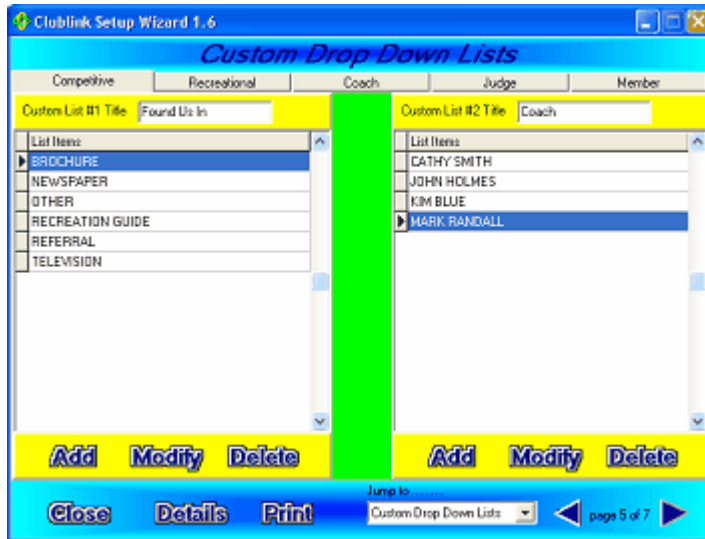 Clublink Setup Wizard 1.6
Custom Drop Down Lists
Competitive Recreational Coach Judge Member
Custom List #1 Title Found Us In
Custom List #2 Title Coach
List Items
BROCHURE
NEWSPAPER
OTHER
RECREATION GUIDE
REFERRAL
TELEVISION
List Items
CATHY SMITH
JOHN HOLMES
KIM BLUE
MARK RANDALL
Add Modify Delete
Add Modify Delete
Jump to........
Close Details Print Custom Drop Down Lists page 5 of 7